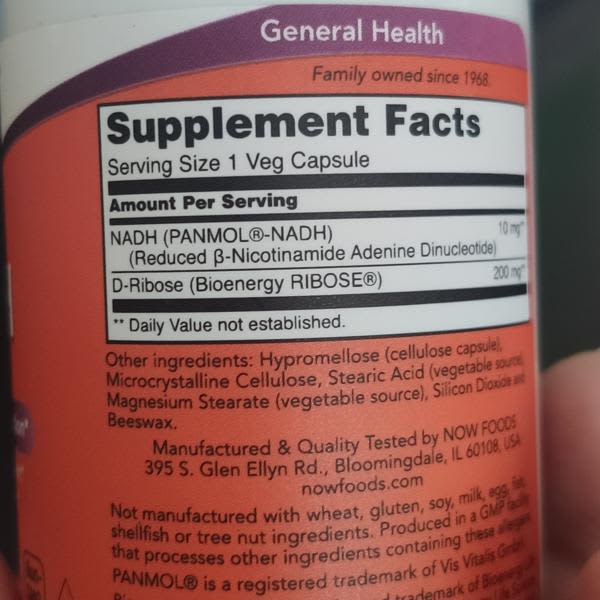 General Health
Family owned since 1968.
Supplement Facts
Serving Size 1 Veg Capsule
Amount Per Serving
NADH (PANMOL®-NADH) 10 mg**
(Reduced β-Nicotinamide Adenine Dinucleotide)
D-Ribose (Bioenergy RIBOSE®) 200 mg**
** Daily Value not established.
Other ingredients: Hypromellose (cellulose capsule),
Microcrystalline Cellulose, Stearic Acid (vegetable source),
Magnesium Stearate (vegetable source), Silicon Dioxide and
Beeswax.
Manufactured & Quality Tested by NOW FOODS
395 S. Glen Ellyn Rd., Bloomingdale, IL 60108, USA
nowfoods.com
Not manufactured with wheat, gluten, soy, milk, egg, fish,
shellfish or tree nut ingredients. Produced in a GMP facility
that processes other ingredients containing these allergens.
PANMOL® is a registered trademark of Vis Vitalis GmbH.
trademark of Bioenergy